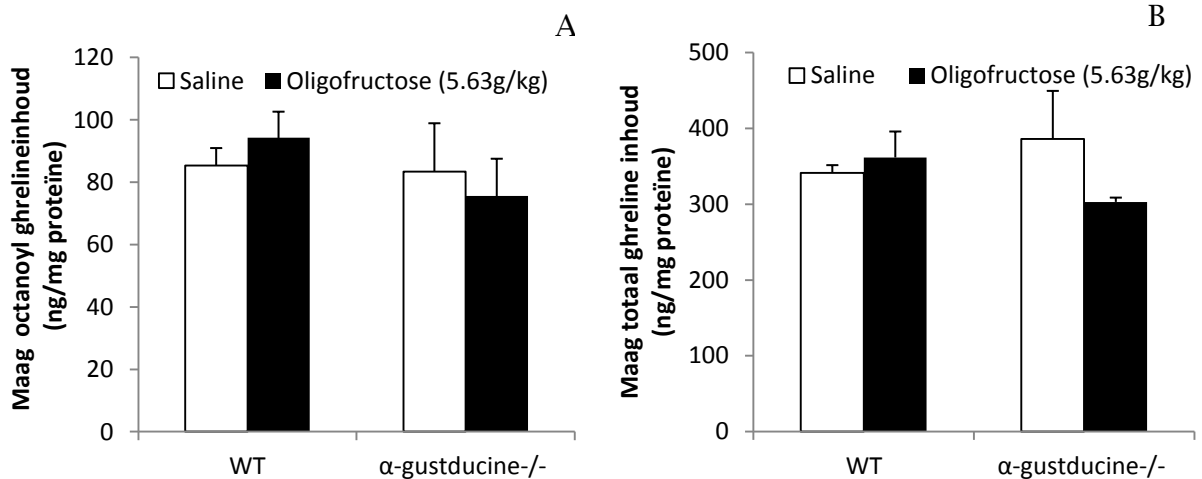 A
120
100
80
60
40
20
0
Maag octanoyl ghrelineinhoud
(ng/mg proteïne)
Saline
Oligofructose (5.63g/kg)
WT
α-gustducine-/-
B
500
400
300
200
100
0
Maag totaal ghreline inhoud
(ng/mg proteïne)
Saline
Oligofructose (5.63g/kg)
WT
α-gustducine-/-